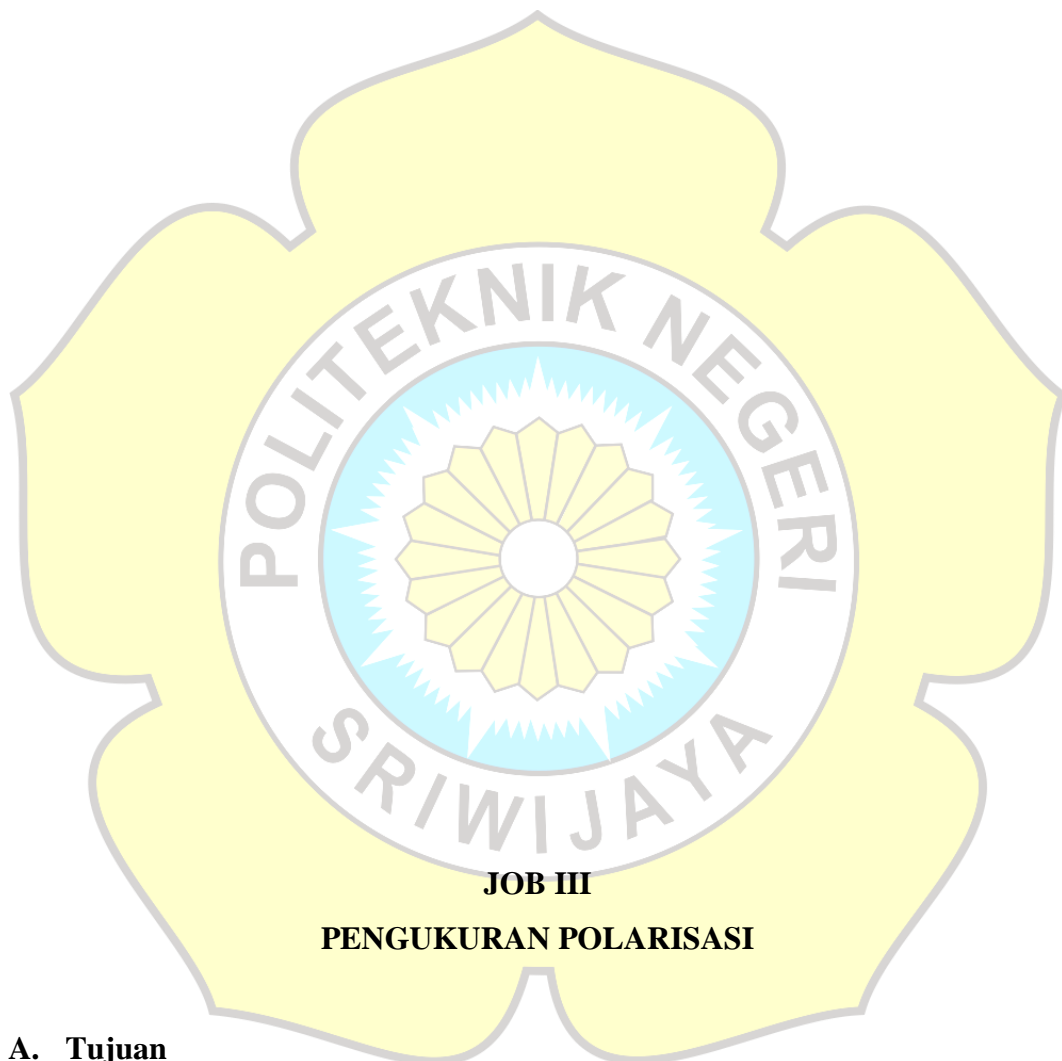 POLITEKNIK NEGERI
SRIWIJAYA
JOB III
PENGUKURAN POLARISASI
A. Tujuan